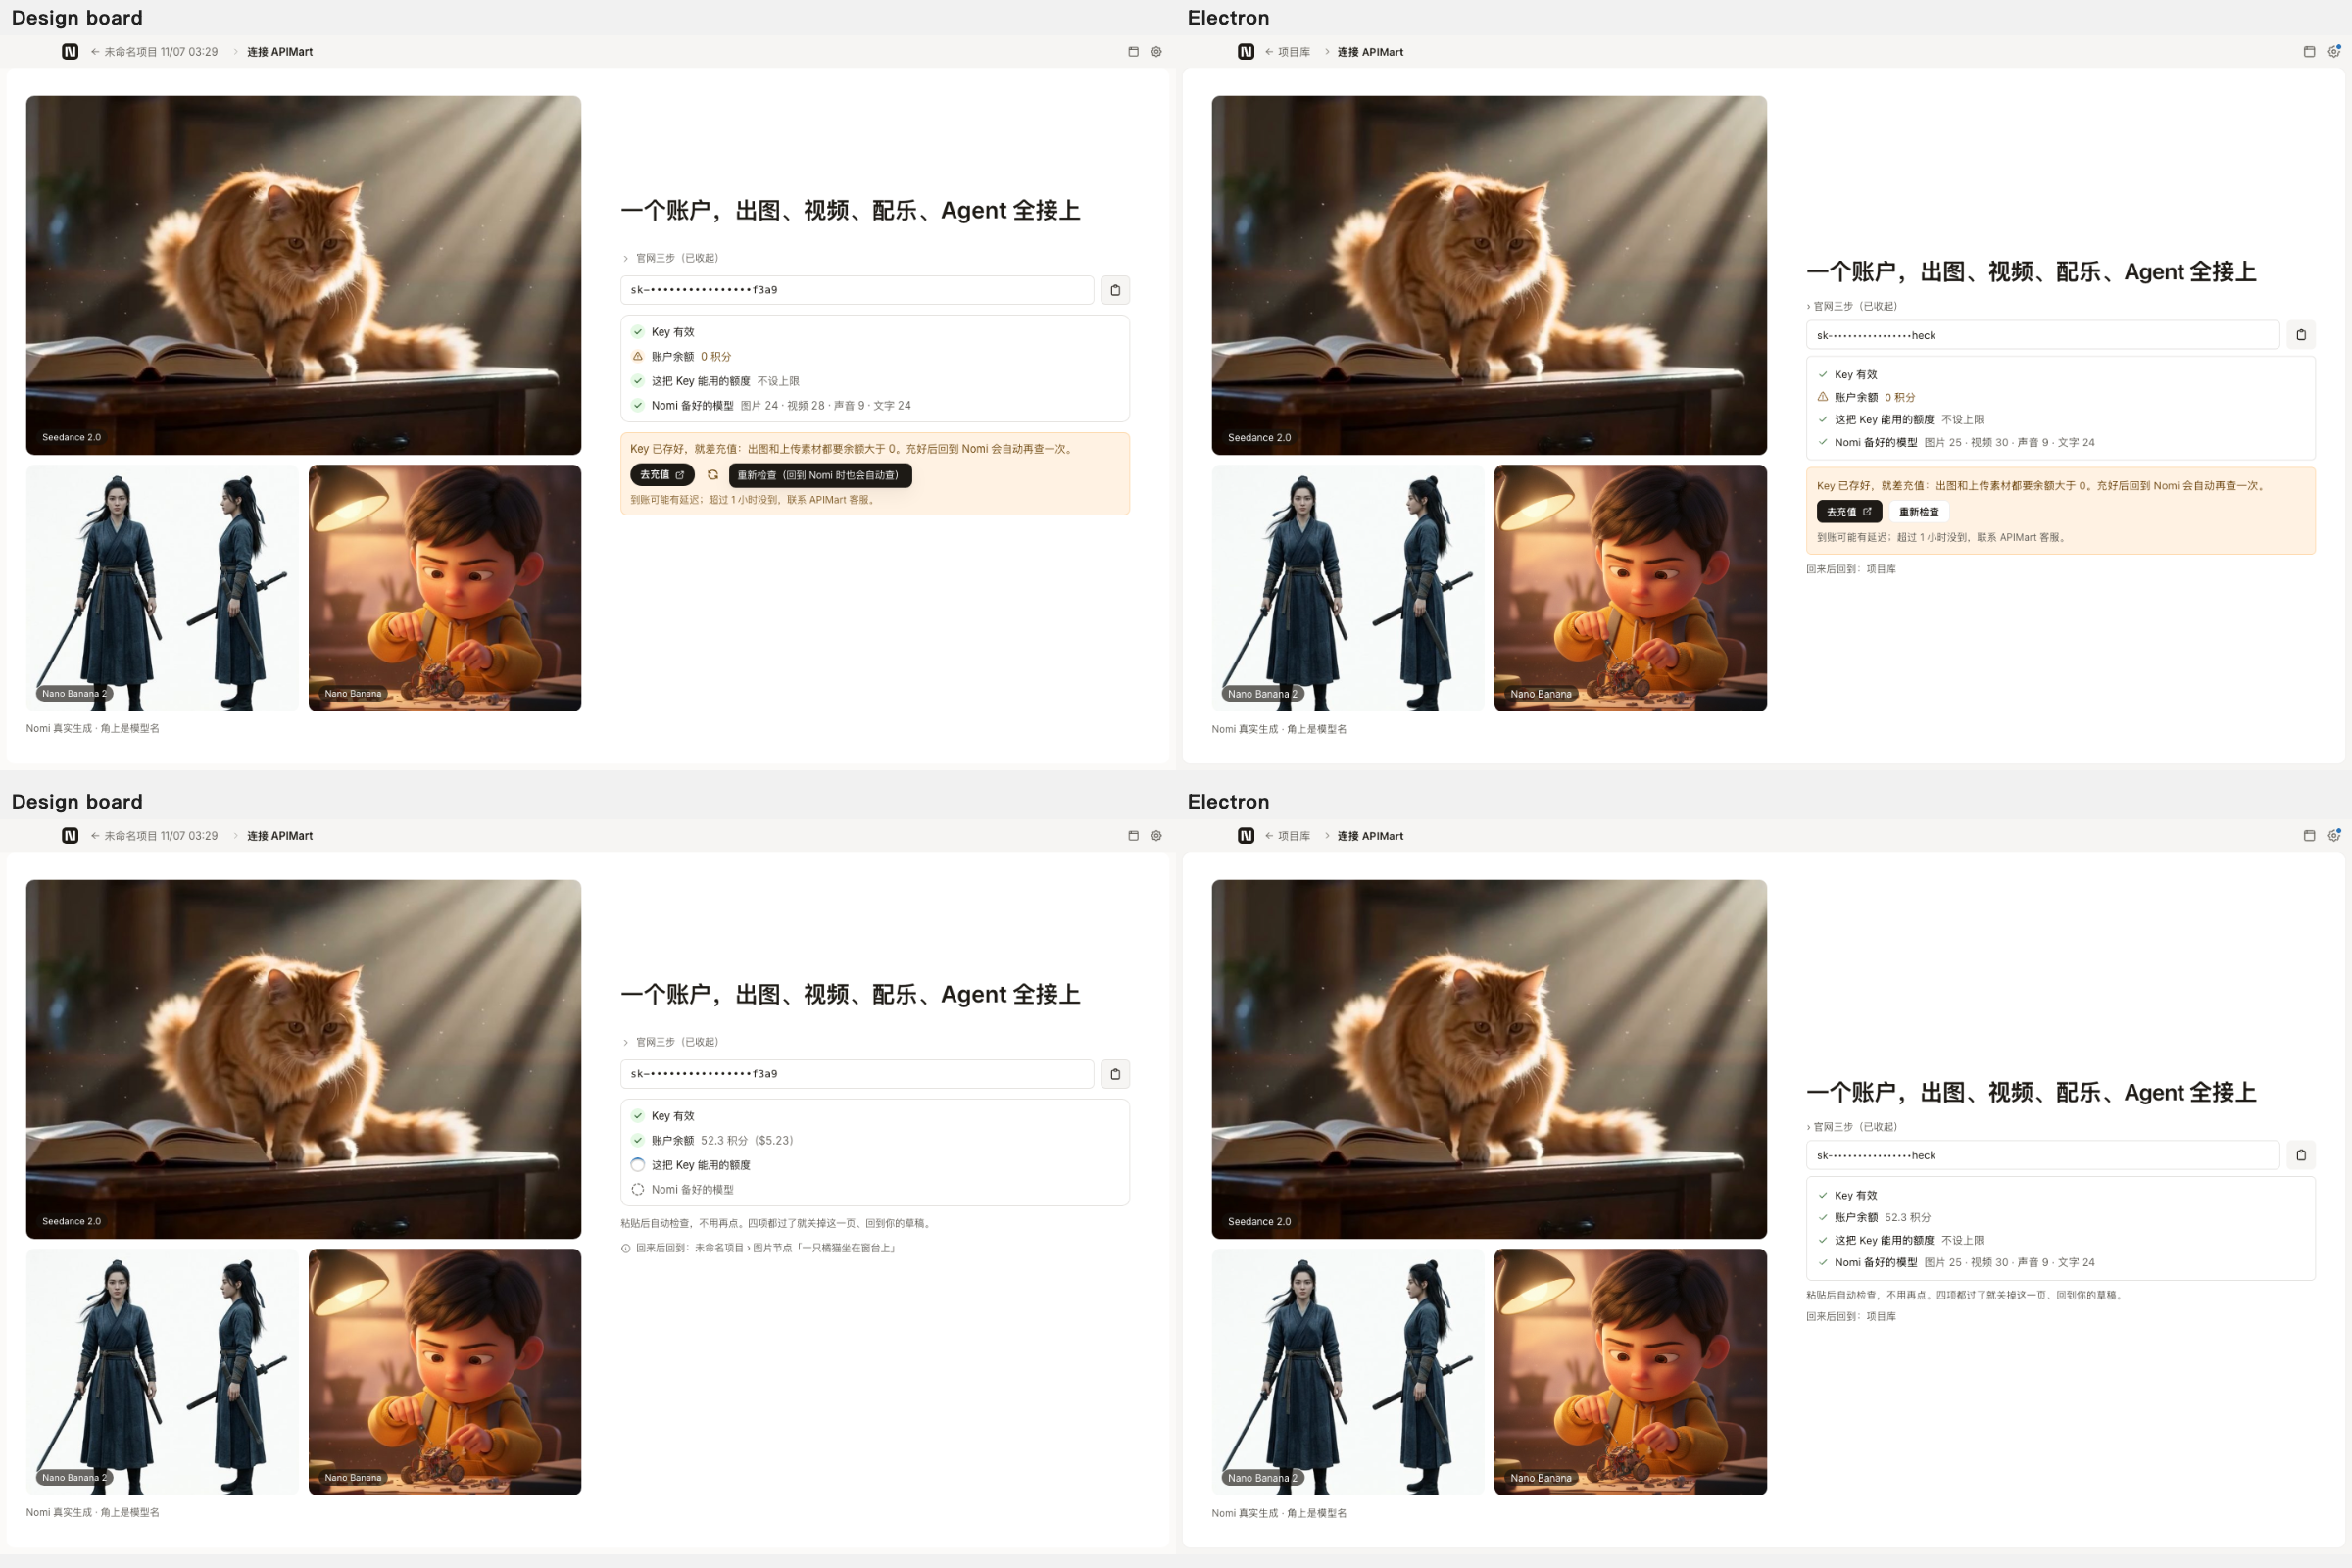 Design board
← 未命名项目 11/07 03:29 › 连接 APIMart
Seedance 2.0
Nano Banana 2
Nano Banana
Nomi 真实生成 · 角上是模型名
一个账户，出图、视频、配乐、Agent 全接上
› 官网三步（已收起）
sk-••••••••••••••••f3a9
Key 有效
账户余额 0 积分
这把 Key 能用的额度 不设上限
Nomi 备好的模型 图片 24 · 视频 28 · 声音 9 · 文字 24
Key 已存好，就差充值：出图和上传素材都要余额大于 0。充好后回到 Nomi 会自动再查一次。
去充值 重新检查（回到 Nomi 时也会自动查）
到账可能有延迟；超过 1 小时没到，联系 APIMart 客服。
Electron
← 项目库 › 连接 APIMart
Seedance 2.0
Nano Banana 2
Nano Banana
Nomi 真实生成 · 角上是模型名
一个账户，出图、视频、配乐、Agent 全接上
› 官网三步（已收起）
sk-••••••••••••••••heck
Key 有效
账户余额 0 积分
这把 Key 能用的额度 不设上限
Nomi 备好的模型 图片 25 · 视频 30 · 声音 9 · 文字 24
Key 已存好，就差充值：出图和上传素材都要余额大于 0。充好后回到 Nomi 会自动再查一次。
去充值 重新检查
到账可能有延迟；超过 1 小时没到，联系 APIMart 客服。
回来后回到：项目库
Design board
← 未命名项目 11/07 03:29 › 连接 APIMart
Seedance 2.0
Nano Banana 2
Nano Banana
Nomi 真实生成 · 角上是模型名
一个账户，出图、视频、配乐、Agent 全接上
› 官网三步（已收起）
sk-••••••••••••••••f3a9
Key 有效
账户余额 52.3 积分（$5.23）
这把 Key 能用的额度
Nomi 备好的模型
粘贴后自动检查，不用再点。四项都过了就关掉这一页、回到你的草稿。
回来后回到：未命名项目 › 图片节点「一只橘猫坐在窗台上」
Electron
← 项目库 › 连接 APIMart
Seedance 2.0
Nano Banana 2
Nano Banana
Nomi 真实生成 · 角上是模型名
一个账户，出图、视频、配乐、Agent 全接上
› 官网三步（已收起）
sk-••••••••••••••••heck
Key 有效
账户余额 52.3 积分
这把 Key 能用的额度 不设上限
Nomi 备好的模型 图片 25 · 视频 30 · 声音 9 · 文字 24
粘贴后自动检查，不用再点。四项都过了就关掉这一页、回到你的草稿。
回来后回到：项目库